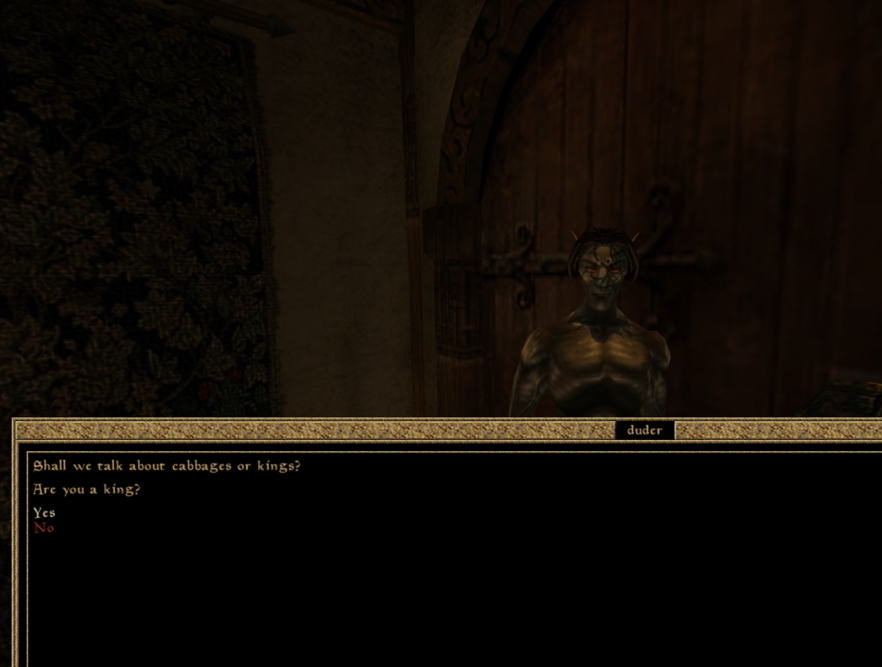 duder
Shall we talk about cabbages or kings?
Are you a king?
Yes
No